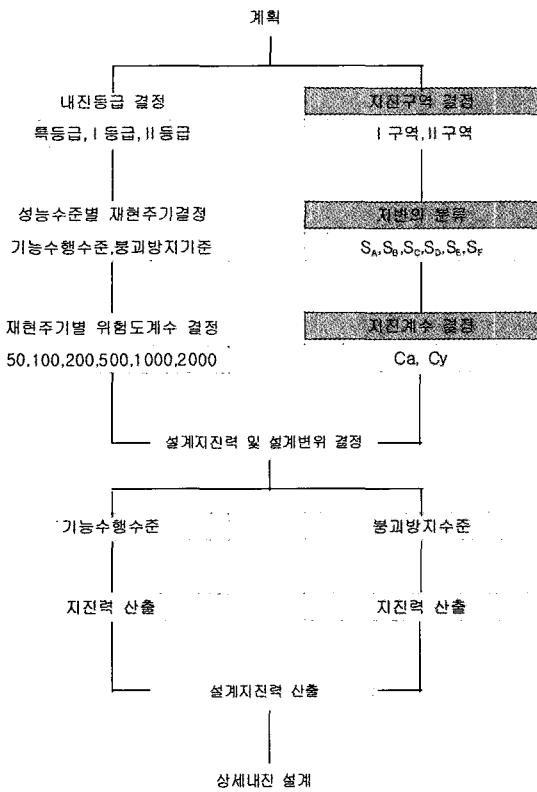 계획
내진등급 결정
특등급,Ⅰ등급,Ⅱ등급
지진구역 결정
Ⅰ구역,Ⅱ구역
성능수준별 재현주기결정
기능수행수준,붕괴방지기준
지반의 분류
S_A,S_B,S_C,S_D,S_E,S_F
재현주기별 위험도계수 결정
50,100,200,500,1000,2000
지진계수 결정
Ca, Cy
설계지진력 및 설계변위 결정
기능수행수준
붕괴방지수준
지진력 산출
지진력 산출
설계지진력 산출
상세내진 설계